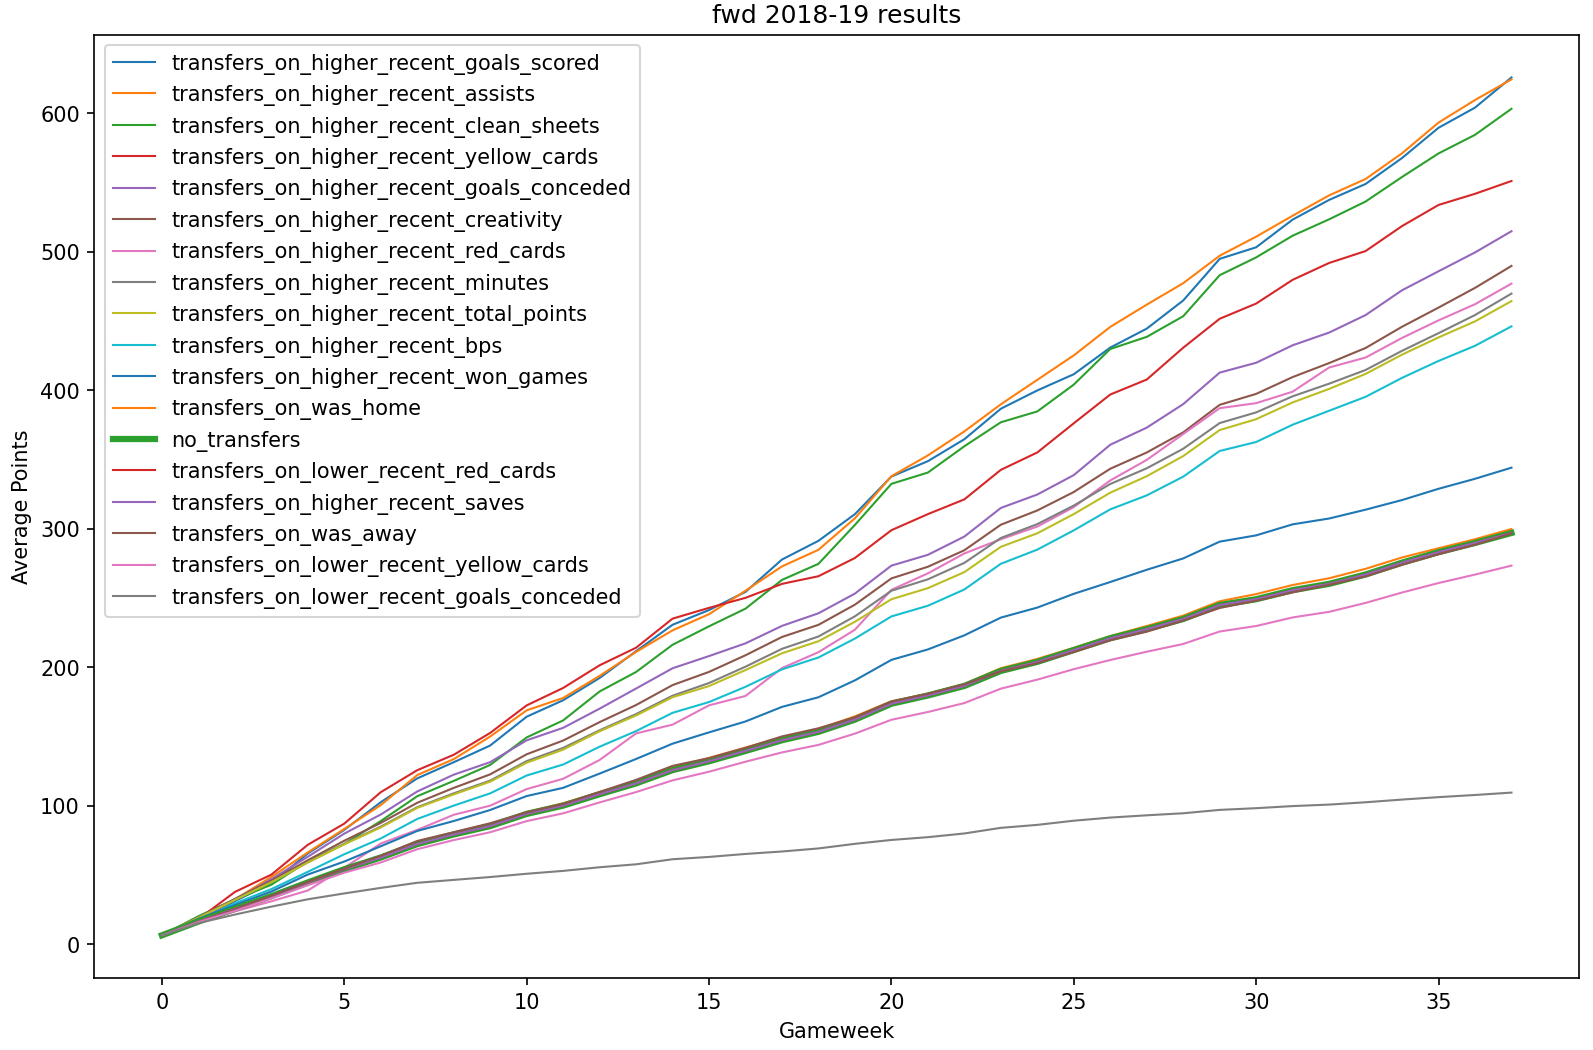 fwd 2018-19 results
transfers_on_higher_recent_goals_scored
transfers_on_higher_recent_assists
transfers_on_higher_recent_clean_sheets
transfers_on_higher_recent_yellow_cards
transfers_on_higher_recent_goals_conceded
transfers_on_higher_recent_creativity
transfers_on_higher_recent_red_cards
transfers_on_higher_recent_minutes
transfers_on_higher_recent_total_points
transfers_on_higher_recent_bps
transfers_on_higher_recent_won_games
transfers_on_was_home
no_transfers
transfers_on_lower_recent_red_cards
transfers_on_higher_recent_saves
transfers_on_was_away
transfers_on_lower_recent_yellow_cards
transfers_on_lower_recent_goals_conceded
Average Points
600
500
400
300
200
100
0
0 5 10 15 20 25 30 35
Gameweek